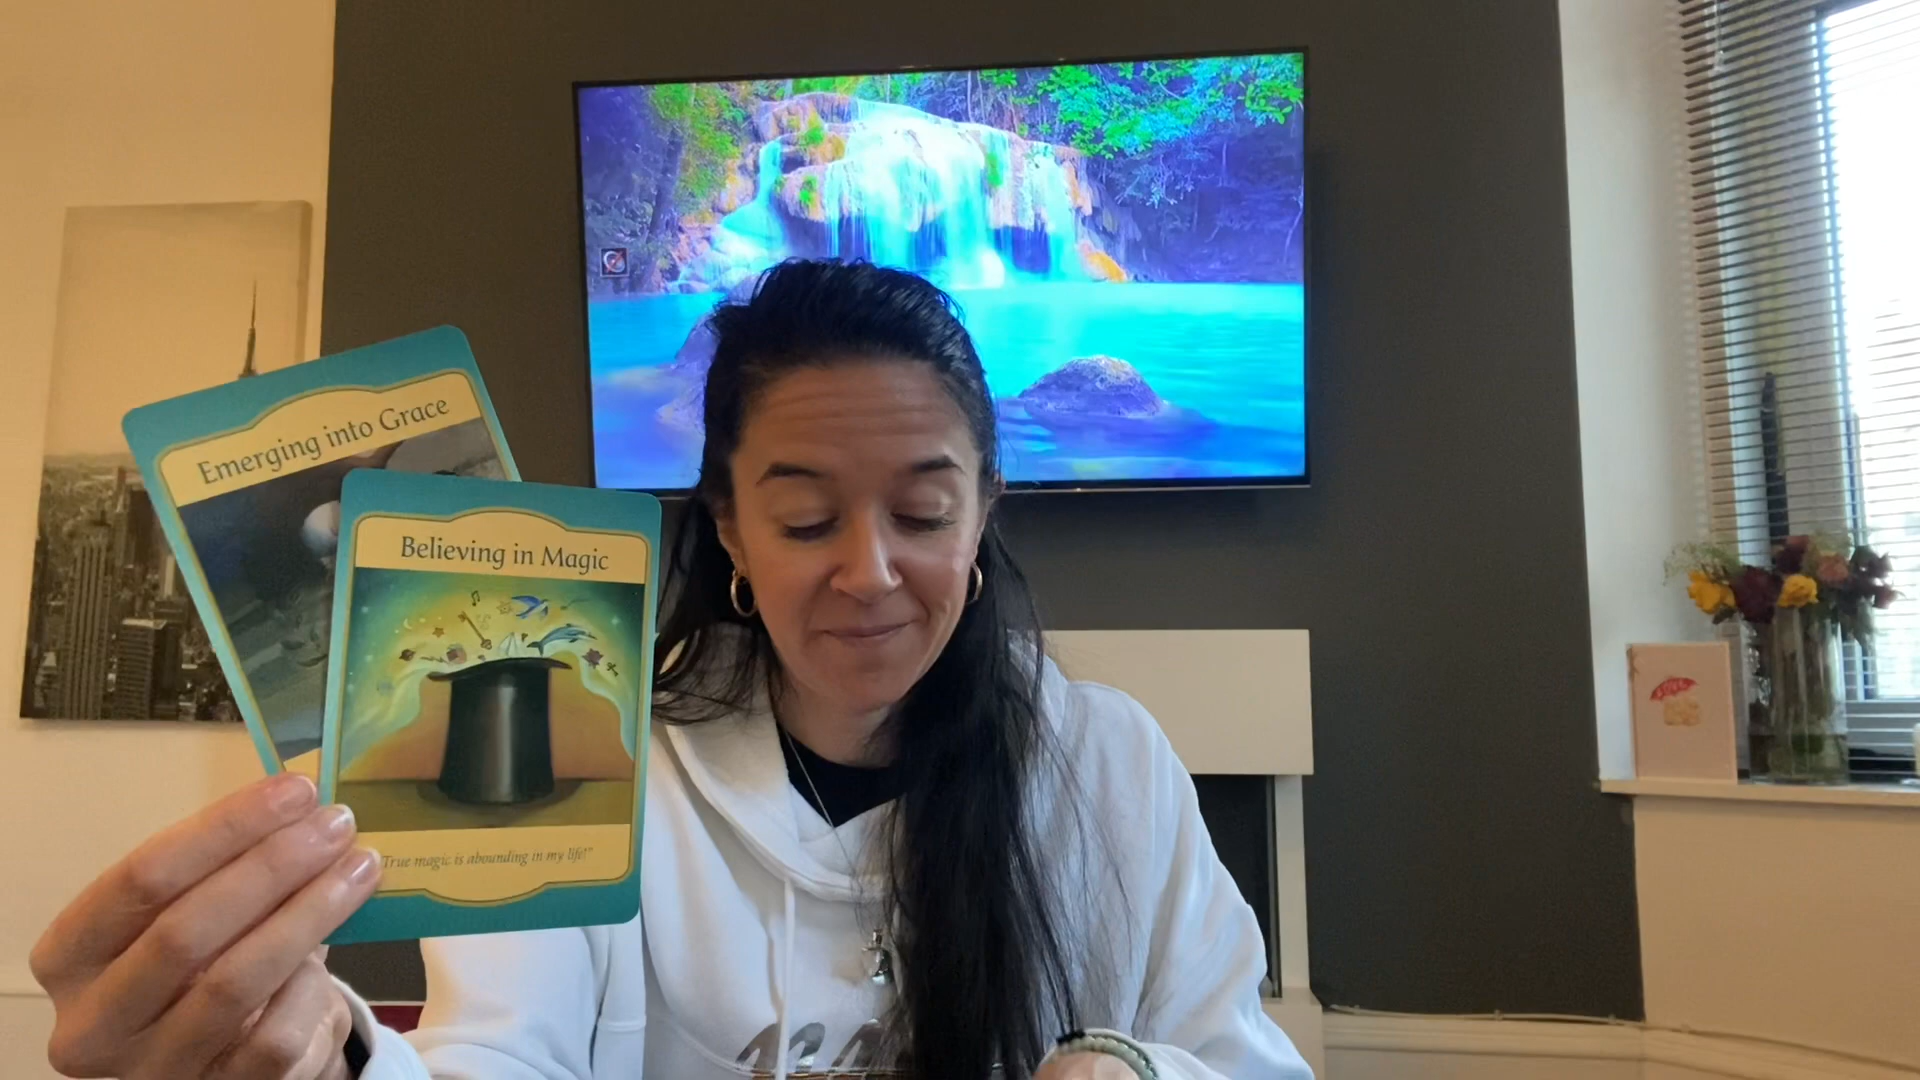 Emerging into Grace
Believing in Magic
"True magic is abounding in my life!"